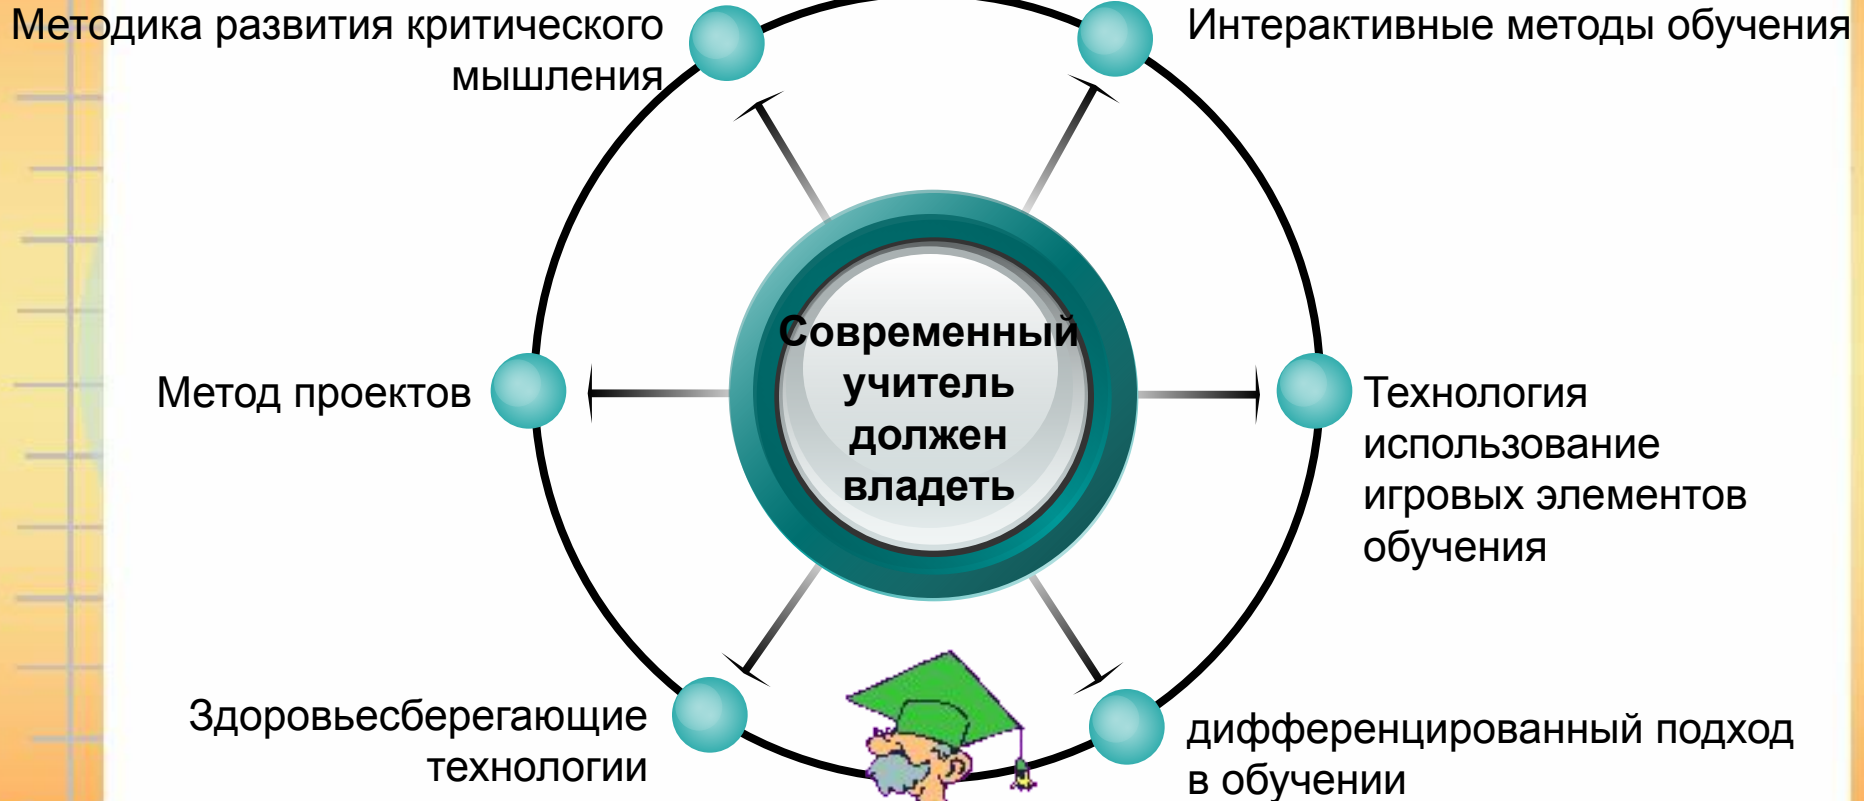 Методика развития критического
мышления
Интерактивные методы обучения
Современный
учитель
должен
владеть
Метод проектов
Технология
использование
игровых элементов
обучения
Здоровьесберегающие
технологии
дифференцированный подход
в обучении